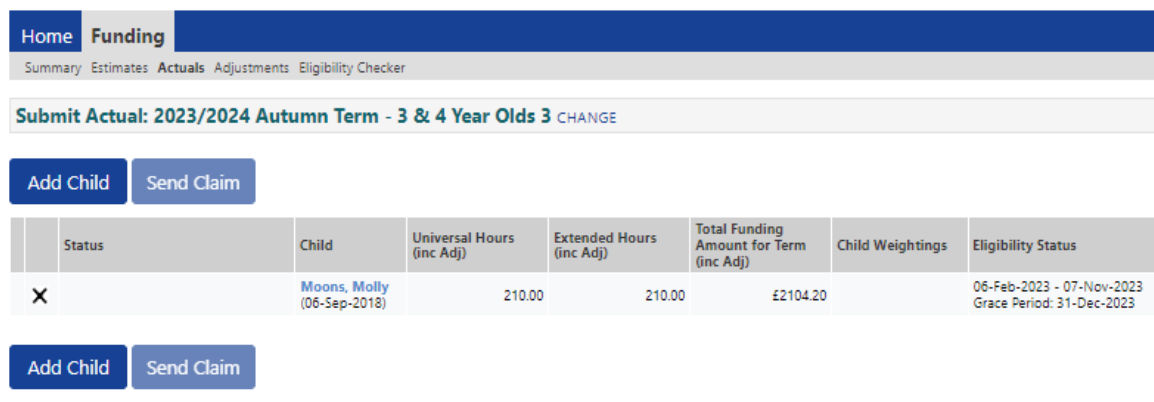 Home Funding
Summary Estimates Actuals Adjustments Eligibility Checker
Submit Actual: 2023/2024 Autumn Term - 3 & 4 Year Olds 3 CHANGE
Add Child Send Claim
Status Child Universal Hours (inc Adj) Extended Hours (inc Adj) Total Funding Amount for Term (inc Adj) Child Weightings Eligibility Status
Moons, Molly 210.00 210.00 £2104.20 06-Feb-2023 - 07-Nov-2023
(06-Sep-2018) Grace Period: 31-Dec-2023
Add Child Send Claim